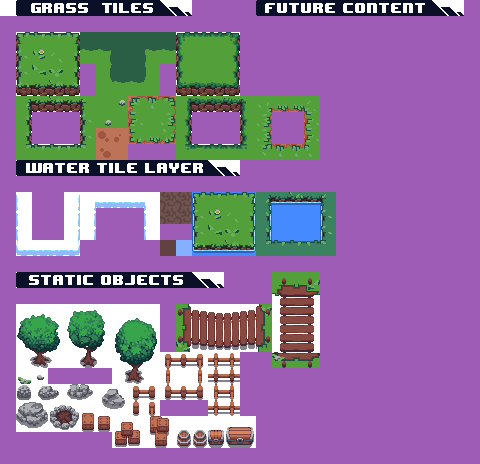 GRASS TILES
FUTURE CONTENT
WATER TILE LAYER
STATIC OBJECTS